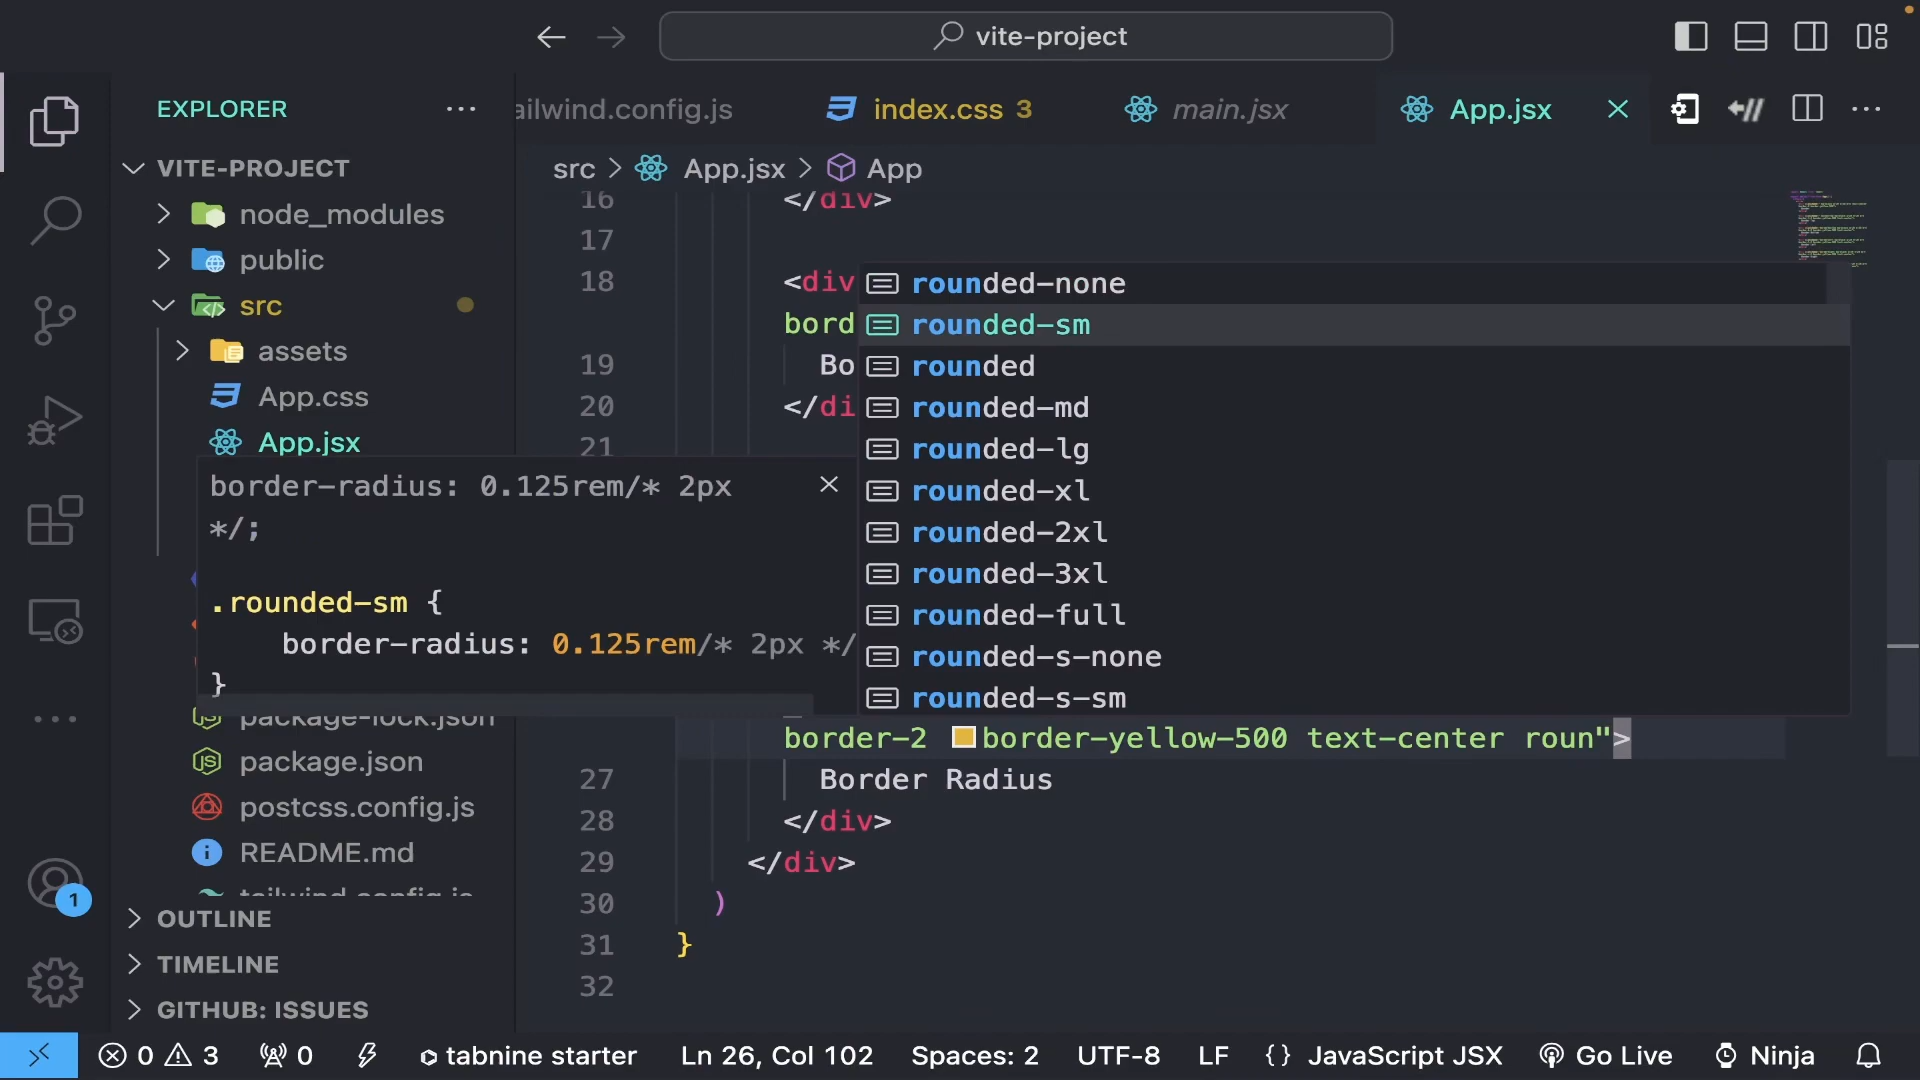 vite-project
EXPLORER
ailwind.config.js
index.css 3
main.jsx
App.jsx
src > App.jsx > App
VITE-PROJECT
node_modules
public
src
assets
App.css
App.jsx
package-lock.json
package.json
postcss.config.js
README.md
tailwind.config.js
OUTLINE
TIMELINE
GITHUB: ISSUES
16 </div>
17
18 <div
bord
19 Bo
20 </di
21
rounded-none
rounded-sm
rounded
rounded-md
rounded-lg
rounded-xl
rounded-2xl
rounded-3xl
rounded-full
rounded-s-none
rounded-s-sm
border-radius: 0.125rem/* 2px
*/;
.rounded-sm {
border-radius: 0.125rem/* 2px */
}
border-2 border-yellow-500 text-center roun">
27 Border Radius
28 </div>
29 </div>
30 )
31 }
32
1
0 3 0 tabnine starter Ln 26, Col 102 Spaces: 2 UTF-8 LF {} JavaScript JSX Go Live Ninja